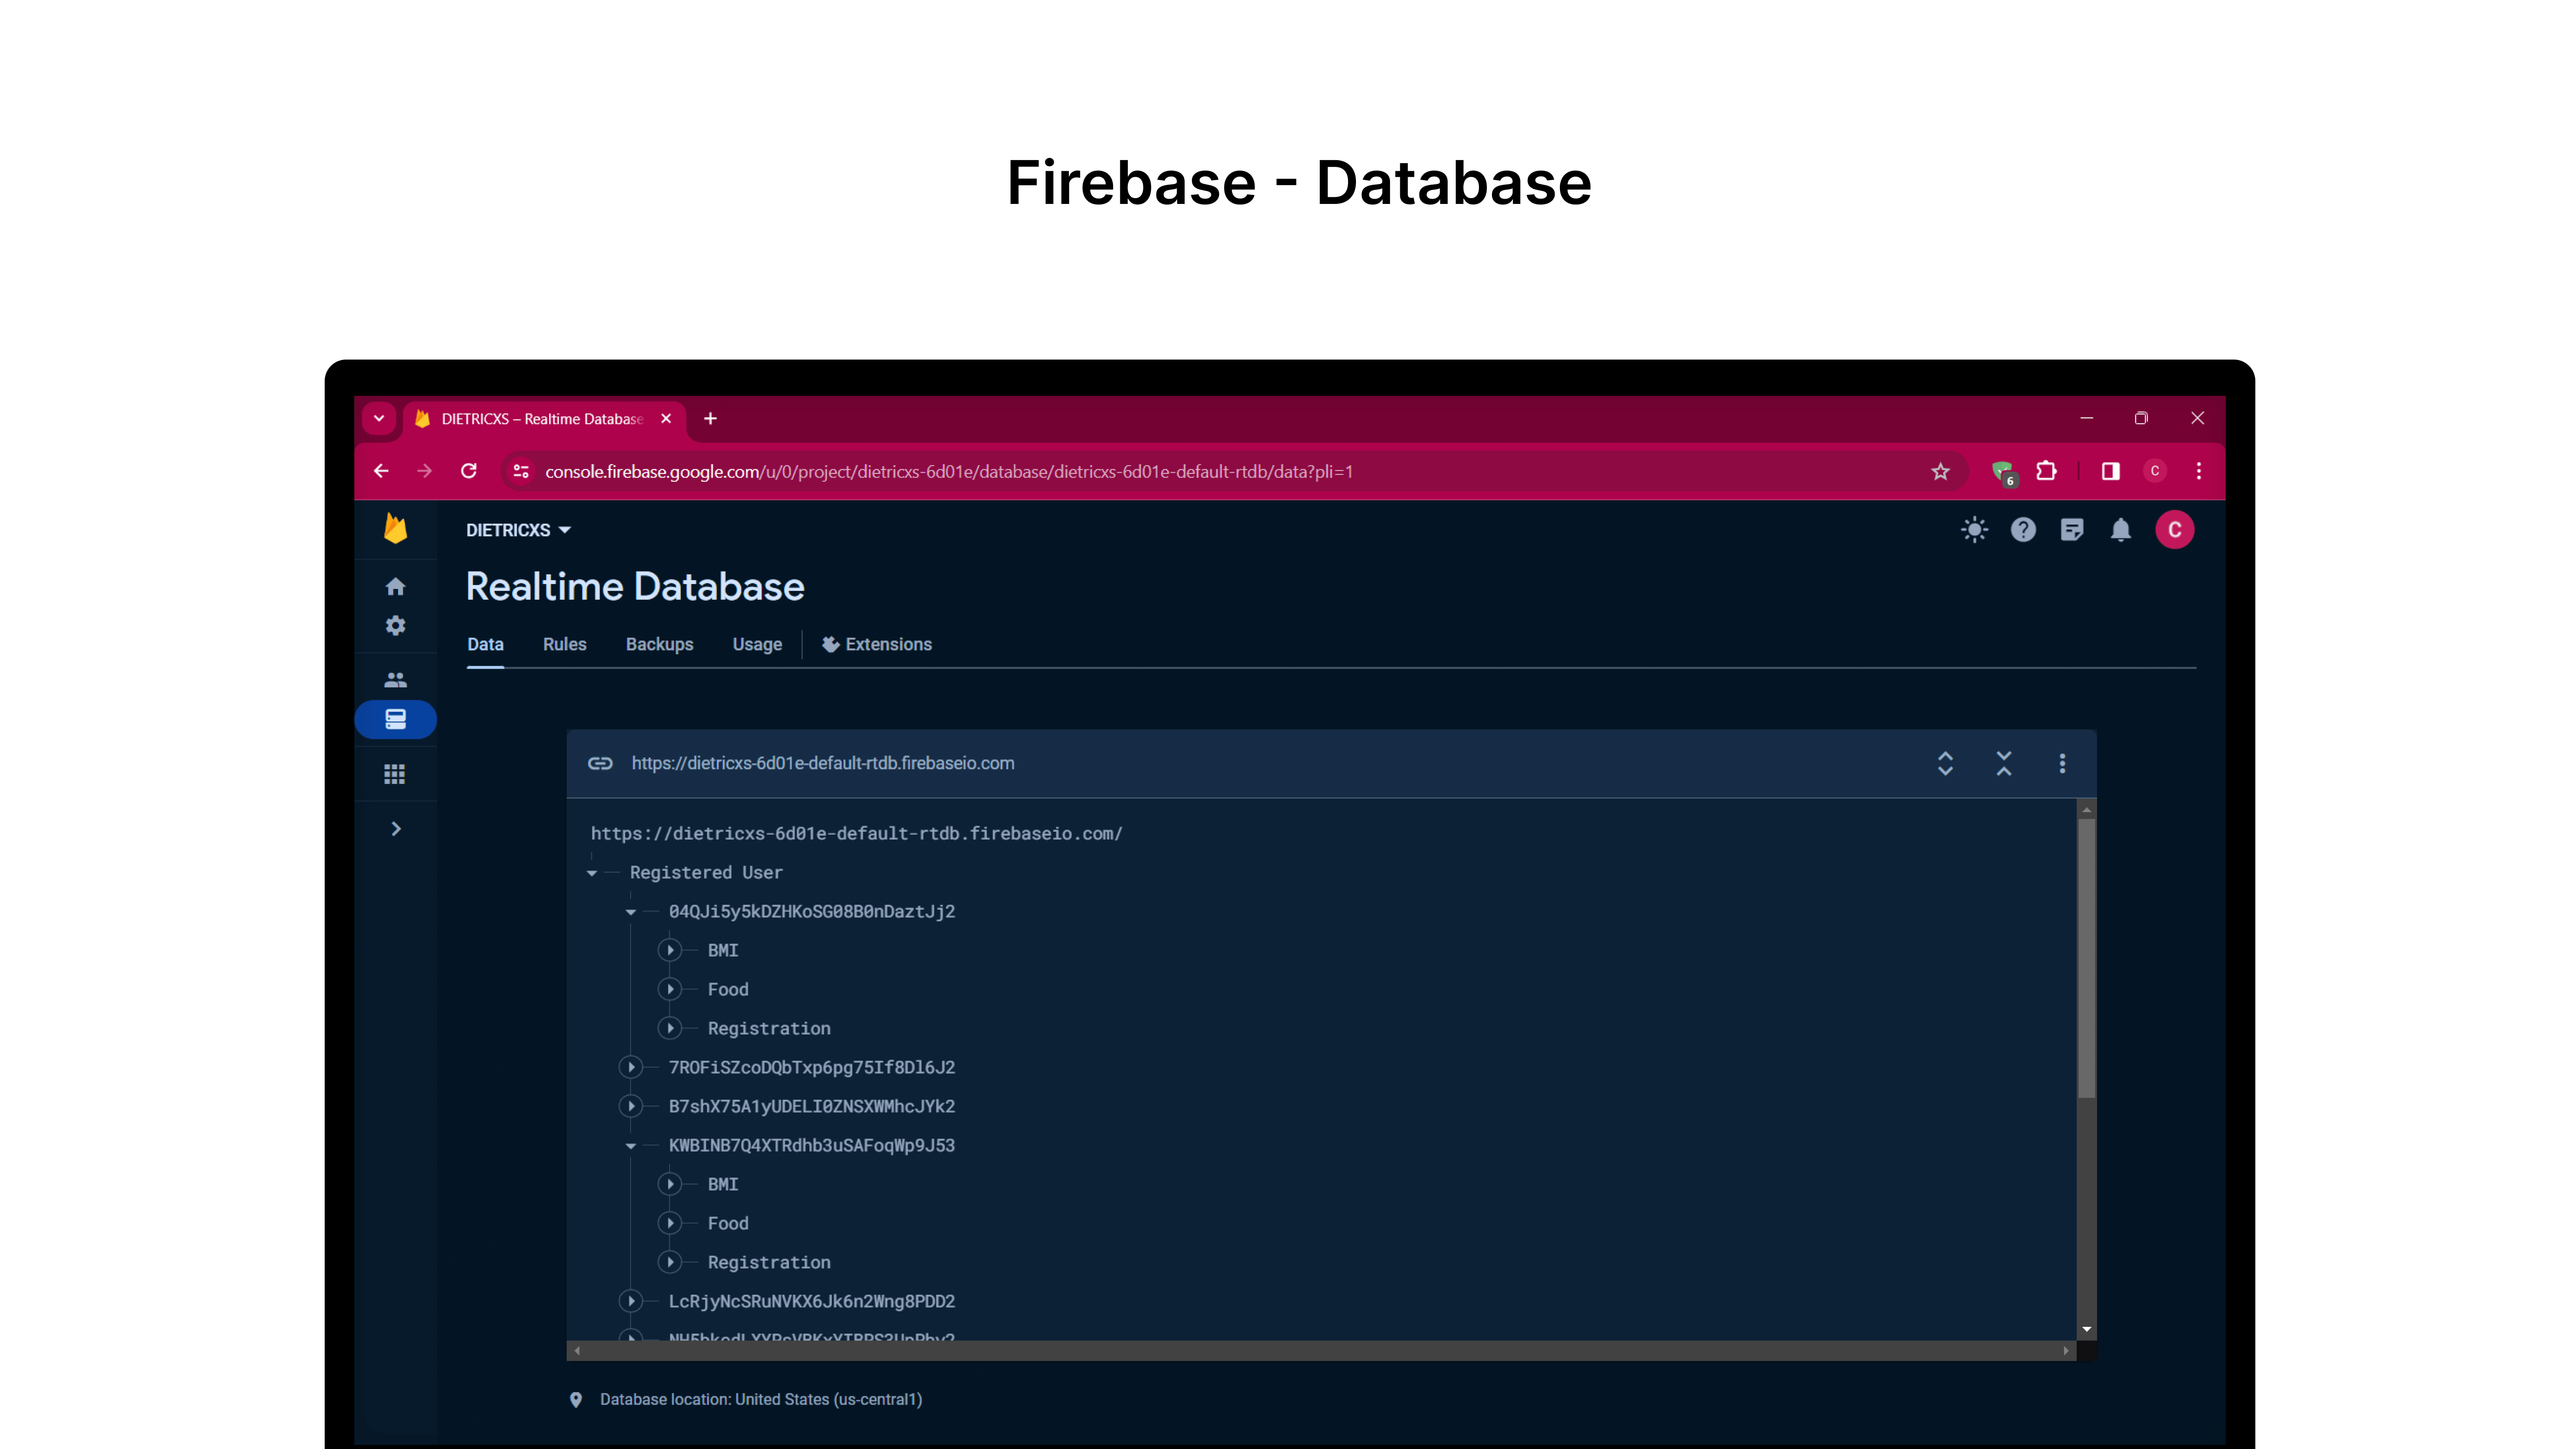 Firebase - Database
DIETRICXS – Realtime Database
console.firebase.google.com/u/0/project/dietricxs-6d01e/database/dietricxs-6d01e-default-rtdb/data?pli=1
6
C
DIETRICXS
C
Realtime Database
Data Rules Backups Usage Extensions
https://dietricxs-6d01e-default-rtdb.firebaseio.com
https://dietricxs-6d01e-default-rtdb.firebaseio.com/
Registered User
04QJi5y5kDZHKoSG08B0nDaztJj2
BMI
Food
Registration
7ROFiSZcoDQbTxp6pg75If8Dl6J2
B7shX75A1yUDELI0ZNSXWMhcJYk2
KWBINB7Q4XTRdhb3uSAFoqWp9J53
BMI
Food
Registration
LcRjyNcSRuNVKX6Jk6n2Wng8PDD2
Database location: United States (us-central1)